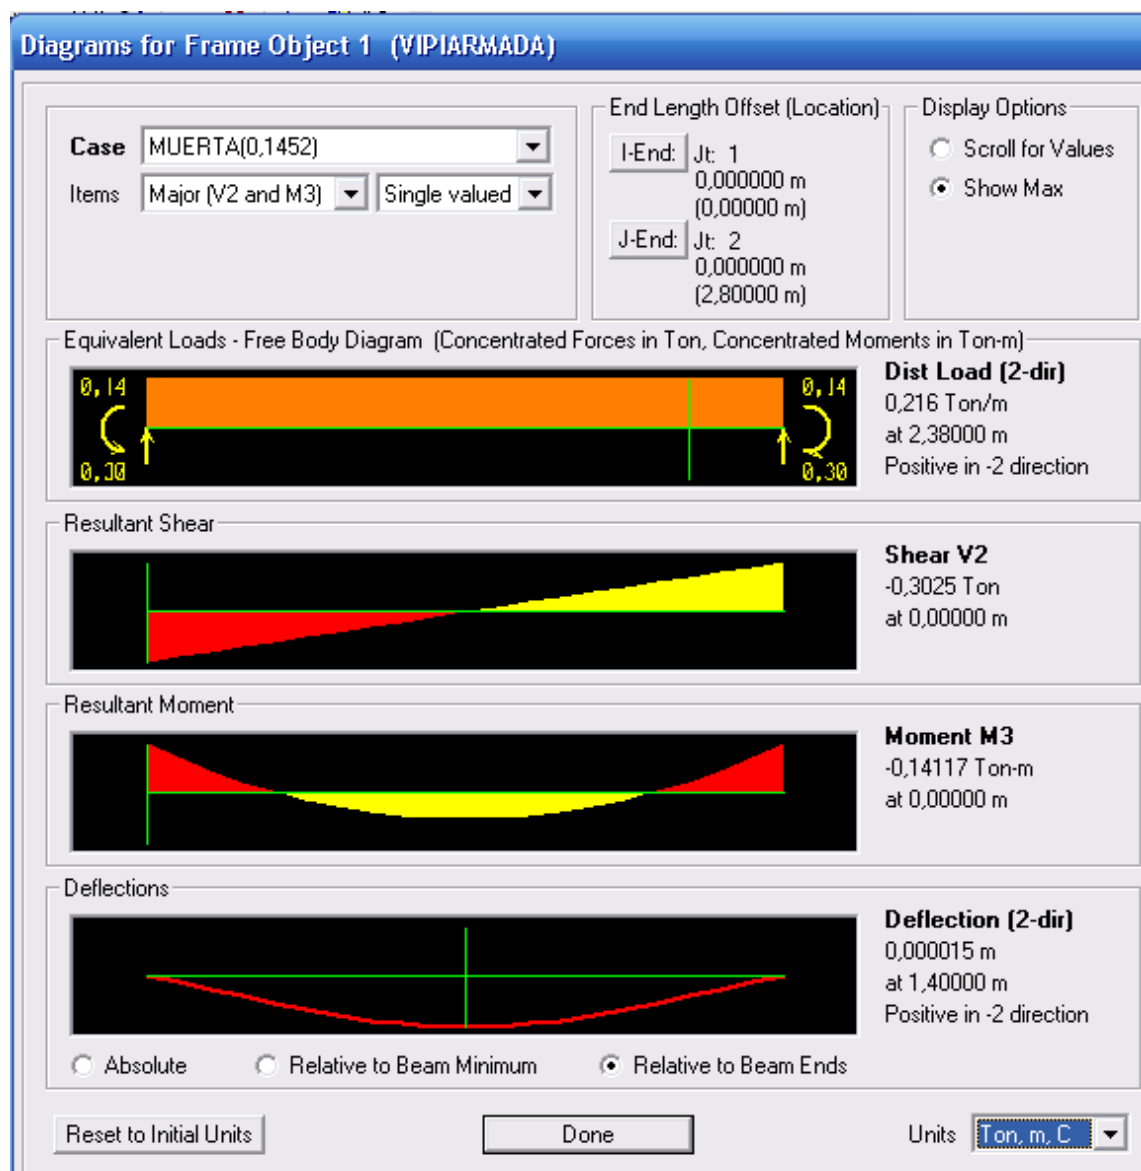 Diagrams for Frame Object 1 (VIPIARMADA)
Case MUERTA(0,1452)
Items Major (V2 and M3) Single valued
End Length Offset (Location)
I-End: Jt: 1
0,000000 m
(0,00000 m)
J-End: Jt: 2
0,000000 m
(2,80000 m)
Display Options
Scroll for Values
Show Max
Equivalent Loads - Free Body Diagram (Concentrated Forces in Ton, Concentrated Moments in Ton-m)
0,14
0,30
0,14
0,30
Dist Load (2-dir)
0,216 Ton/m
at 2,38000 m
Positive in -2 direction
Resultant Shear
Shear V2
-0,3025 Ton
at 0,00000 m
Resultant Moment
Moment M3
-0,14117 Ton-m
at 0,00000 m
Deflections
Deflection (2-dir)
0,000015 m
at 1,40000 m
Positive in -2 direction
Absolute Relative to Beam Minimum Relative to Beam Ends
Reset to Initial Units Done Units Ton, m, C